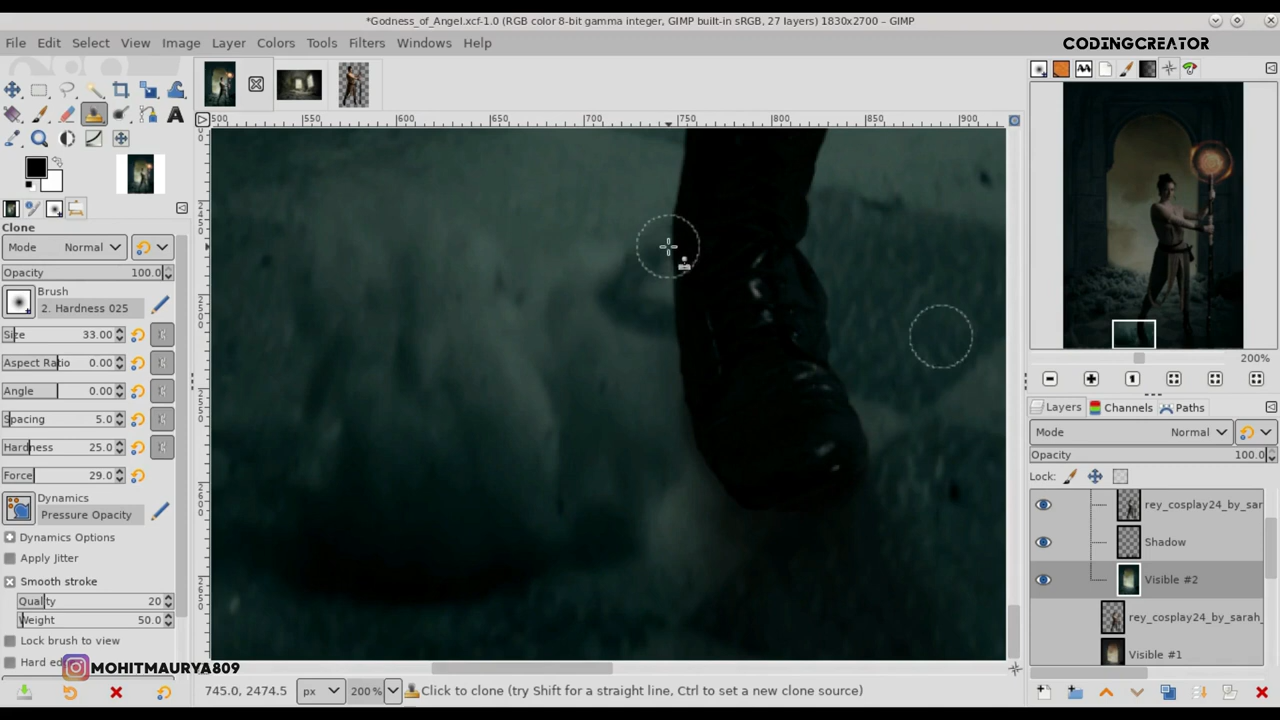 *Godness_of_Angel.xcf-1.0 (RGB color 8-bit gamma integer, GIMP built-in sRGB, 27 layers) 1830x2700 – GIMP
File Edit Select View Image Layer Colors Tools Filters Windows Help
CODINGCREATOR
500 550 600 650 700 750 800 850 900
Clone
Mode Normal
Opacity 100.0
Brush
2. Hardness 025
Size 33.00
Aspect Ratio 0.00
Angle 0.00
Spacing 5.0
Hardness 25.0
Force 29.0
Dynamics
Pressure Opacity
Dynamics Options
Apply Jitter
Smooth stroke
Quality 20
Weight 50.0
Lock brush to view
Hard ed
MOHITMAURYA809
745.0, 2474.5 px 200% Click to clone (try Shift for a straight line, Ctrl to set a new clone source)
200%
Layers Channels Paths
Mode Normal
Opacity 100.0
Lock:
rey_cosplay24_by_sar
Shadow
Visible #2
rey_cosplay24_by_sarah_
Visible #1